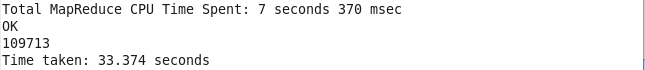 Total MapReduce CPU Time Spent: 7 seconds 370 msec
OK
109713
Time taken: 33.374 seconds